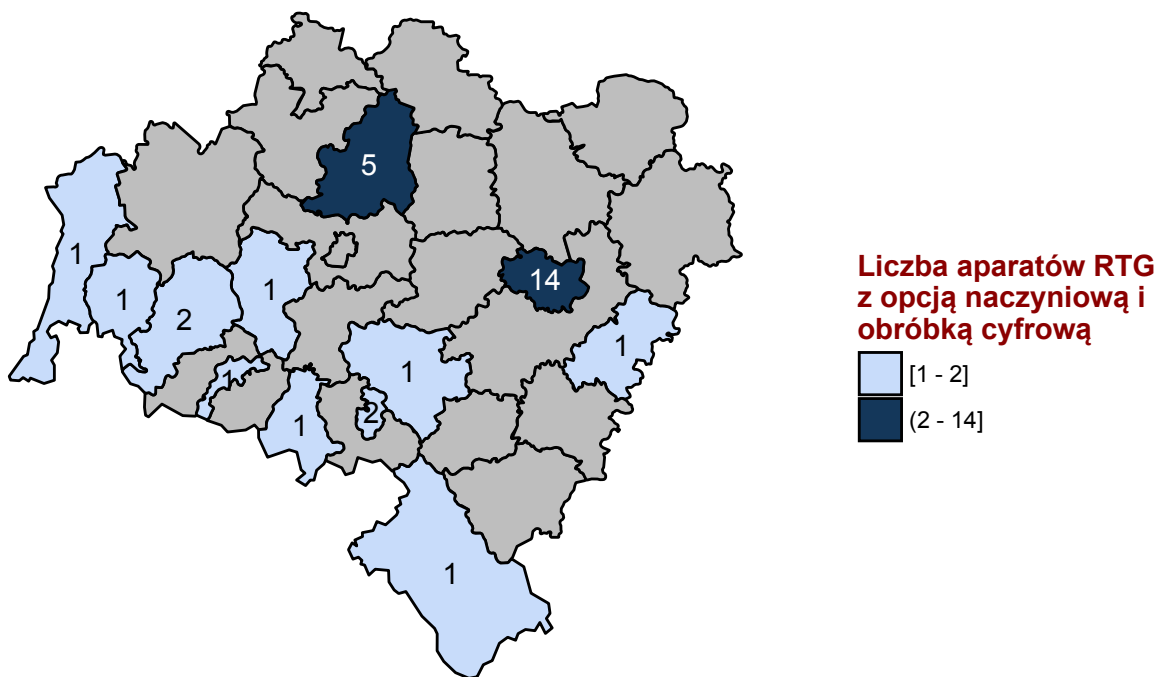 5
1
14
1
1
2
1
1
1
2
1
1
Liczba aparatów RTG
z opcją naczyniową i
obróbką cyfrową
[1 - 2]
(2 - 14]